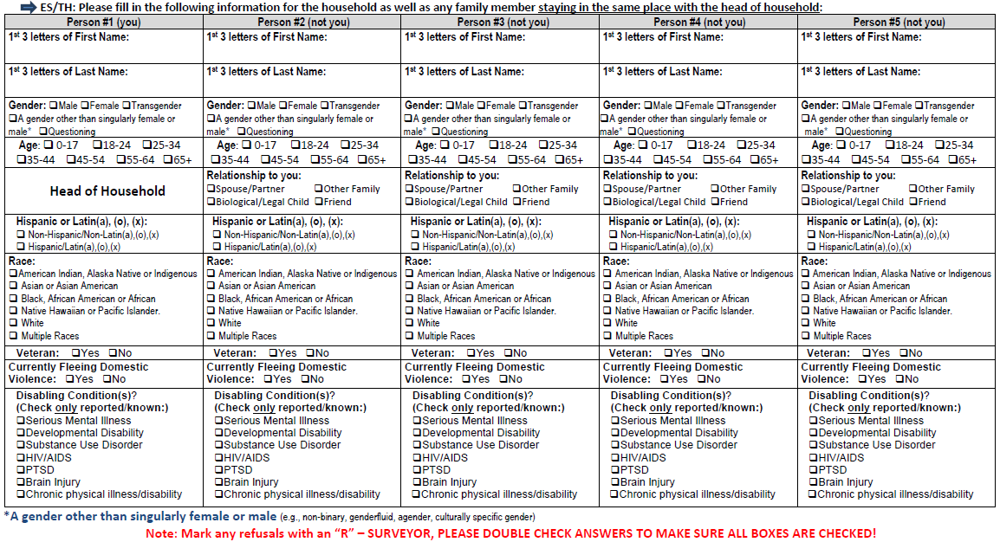 ES/TH: Please fill in the following information for the household as well as any family member staying in the same place with the head of household:
Person #1 (you) Person #2 (not you) Person #3 (not you) Person #4 (not you) Person #5 (not you)
1st 3 letters of First Name: 1st 3 letters of First Name: 1st 3 letters of First Name: 1st 3 letters of First Name: 1st 3 letters of First Name:
1st 3 letters of Last Name: 1st 3 letters of Last Name: 1st 3 letters of Last Name: 1st 3 letters of Last Name: 1st 3 letters of Last Name:
Gender: ❑Male ❑Female ❑Transgender Gender: ❑Male ❑Female ❑Transgender Gender: ❑Male ❑Female ❑Transgender Gender: ❑Male ❑Female ❑Transgender Gender: ❑Male ❑Female ❑Transgender
❑A gender other than singularly female or ❑A gender other than singularly female or ❑A gender other than singularly female or ❑A gender other than singularly female or ❑A gender other than singularly female or
male* ❑Questioning male* ❑Questioning male* ❑Questioning male* ❑Questioning male* ❑Questioning
Age: ❑ 0-17 ❑18-24 ❑25-34 Age: ❑ 0-17 ❑18-24 ❑25-34 Age: ❑ 0-17 ❑18-24 ❑25-34 Age: ❑ 0-17 ❑18-24 ❑25-34 Age: ❑ 0-17 ❑18-24 ❑25-34
❑35-44 ❑45-54 ❑55-64 ❑65+ ❑35-44 ❑45-54 ❑55-64 ❑65+ ❑35-44 ❑45-54 ❑55-64 ❑65+ ❑35-44 ❑45-54 ❑55-64 ❑65+ ❑35-44 ❑45-54 ❑55-64 ❑65+
Head of Household Relationship to you: Relationship to you: Relationship to you: Relationship to you:
❑Spouse/Partner ❑Other Family ❑Spouse/Partner ❑Other Family ❑Spouse/Partner ❑Other Family ❑Spouse/Partner ❑Other Family
❑Biological/Legal Child ❑Friend ❑Biological/Legal Child ❑Friend ❑Biological/Legal Child ❑Friend ❑Biological/Legal Child ❑Friend
Hispanic or Latin(a), (o), (x): Hispanic or Latin(a), (o), (x): Hispanic or Latin(a), (o), (x): Hispanic or Latin(a), (o), (x): Hispanic or Latin(a), (o), (x):
❑ Non-Hispanic/Non-Latin(a),(o),(x) ❑ Non-Hispanic/Non-Latin(a),(o),(x) ❑ Non-Hispanic/Non-Latin(a),(o),(x) ❑ Non-Hispanic/Non-Latin(a),(o),(x) ❑ Non-Hispanic/Non-Latin(a),(o),(x)
❑ Hispanic/Latin(a),(o),(x) ❑ Hispanic/Latin(a),(o),(x) ❑ Hispanic/Latin(a),(o),(x) ❑ Hispanic/Latin(a),(o),(x) ❑ Hispanic/Latin(a),(o),(x)
Race: Race: Race: Race: Race:
❑American Indian, Alaska Native or Indigenous ❑ American Indian, Alaska Native or Indigenous ❑ American Indian, Alaska Native or Indigenous ❑ American Indian, Alaska Native or Indigenous ❑ American Indian, Alaska Native or Indigenous
❑ Asian or Asian American ❑ Asian or Asian American ❑ Asian or Asian American ❑ Asian or Asian American ❑ Asian or Asian American
❑ Black, African American or African ❑ Black, African American or African ❑ Black, African American or African ❑ Black, African American or African ❑ Black, African American or African
❑ Native Hawaiian or Pacific Islander. ❑ Native Hawaiian or Pacific Islander. ❑ Native Hawaiian or Pacific Islander. ❑ Native Hawaiian or Pacific Islander. ❑ Native Hawaiian or Pacific Islander.
❑ White ❑ White ❑ White ❑ White ❑ White
❑ Multiple Races ❑ Multiple Races ❑ Multiple Races ❑ Multiple Races ❑ Multiple Races
Veteran: ❑Yes ❑No Veteran: ❑Yes ❑No Veteran: ❑Yes ❑No Veteran: ❑Yes ❑No Veteran: ❑Yes ❑No
Currently Fleeing Domestic Currently Fleeing Domestic Currently Fleeing Domestic Currently Fleeing Domestic Currently Fleeing Domestic
Violence: ❑Yes ❑No Violence: ❑Yes ❑No Violence: ❑Yes ❑No Violence: ❑Yes ❑No Violence: ❑Yes ❑No
Disabling Condition(s)? Disabling Condition(s)? Disabling Condition(s)? Disabling Condition(s)? Disabling Condition(s)?
(Check only reported/known:) (Check only reported/known:) (Check only reported/known:) (Check only reported/known:) (Check only reported/known:)
❑Serious Mental Illness ❑Serious Mental Illness ❑Serious Mental Illness ❑Serious Mental Illness ❑Serious Mental Illness
❑Developmental Disability ❑Developmental Disability ❑Developmental Disability ❑Developmental Disability ❑Developmental Disability
❑Substance Use Disorder ❑Substance Use Disorder ❑Substance Use Disorder ❑Substance Use Disorder ❑Substance Use Disorder
❑HIV/AIDS ❑HIV/AIDS ❑HIV/AIDS ❑HIV/AIDS ❑HIV/AIDS
❑PTSD ❑PTSD ❑PTSD ❑PTSD ❑PTSD
❑Brain Injury ❑Brain Injury ❑Brain Injury ❑Brain Injury ❑Brain Injury
❑Chronic physical illness/disability ❑Chronic physical illness/disability ❑Chronic physical illness/disability ❑Chronic physical illness/disability ❑Chronic physical illness/disability
*A gender other than singularly female or male (e.g., non-binary, genderfluid, agender, culturally specific gender)
Note: Mark any refusals with an “R” – SURVEYOR, PLEASE DOUBLE CHECK ANSWERS TO MAKE SURE ALL BOXES ARE CHECKED!